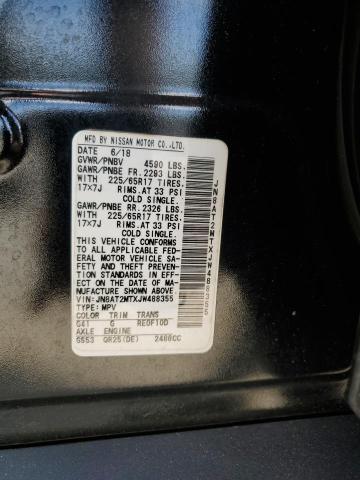 MFD BY NISSAN MOTOR CO.,LTD.
DATE 6/18
GVWR/PNBV 4590 LBS.
GAWR/PNBE FR.2293 LBS.
WITH 225/65R17 TIRES.
17X7J RIMS.AT 33 PSI
COLD SINGLE.
GAWR/PNBE RR.2326 LBS.
WITH 225/65R17 TIRES.
17X7J RIMS.AT 33 PSI
COLD SINGLE.
THIS VEHICLE CONFORMS
TO ALL APPLICABLE FED-
ERAL MOTOR VEHICLE SA-
FETY AND THEFT PREVEN-
TION STANDARDS IN EFF-
ECT ON THE DATE OF MA-
NUFACTURE SHOWN ABOVE.
VIN:JN8AT2MTXJW488355
TYPE:MPV
COLOR TRIM TRANS
G41 G RE0F10D
AXLE ENGINE
GS53 QR25(DE) 2488CC
JN8AT2MTXJW488355